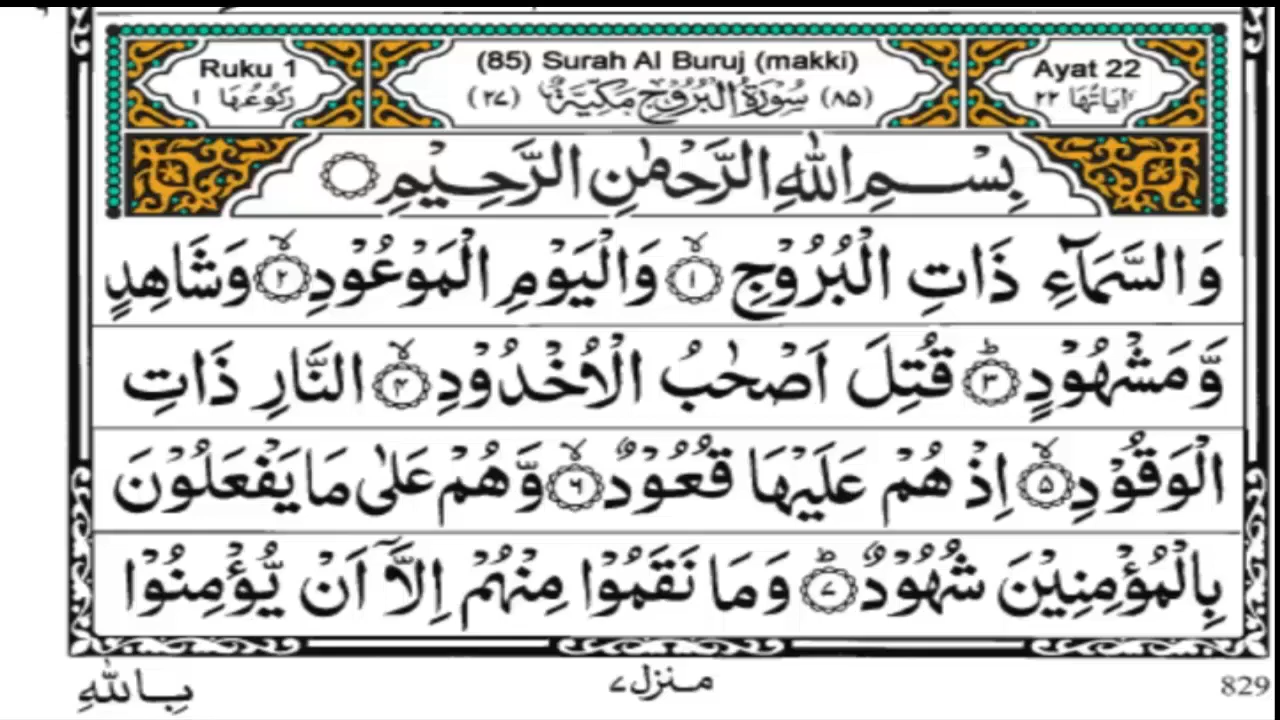 Ruku 1 (85) Surah Al Buruj (makki) Ayat 22
اٰيَاتُهَا ٢٢ (٨٥) سُوْرَةُ الْبُرُوْجِ مَكِّيَّةٌ (٢٧) رُكُوْعُهَا ١
بِسْمِ اللّٰهِ الرَّحْمٰنِ الرَّحِيْمِ
وَالسَّمَآءِ ذَاتِ الْبُرُوْجِ ۙ﴿١﴾ وَالْيَوْمِ الْمَوْعُوْدِ ۙ﴿٢﴾ وَشَاهِدٍ
وَّمَشْهُوْدٍ ؕ﴿٣﴾ قُتِلَ اَصْحٰبُ الْاُخْدُوْدِ ۙ﴿٤﴾ النَّارِ ذَاتِ
الْوَقُوْدِ ۙ﴿٥﴾ اِذْ هُمْ عَلَيْهَا قُعُوْدٌ ۙ﴿٦﴾ وَّهُمْ عَلٰى مَا يَفْعَلُوْنَ
بِالْمُؤْمِنِيْنَ شُهُوْدٌ ؕ﴿٧﴾ وَمَا نَقَمُوْا مِنْهُمْ اِلَّاۤ اَنْ يُّؤْمِنُوْا
بِاللّٰهِ منزل ٧ 829